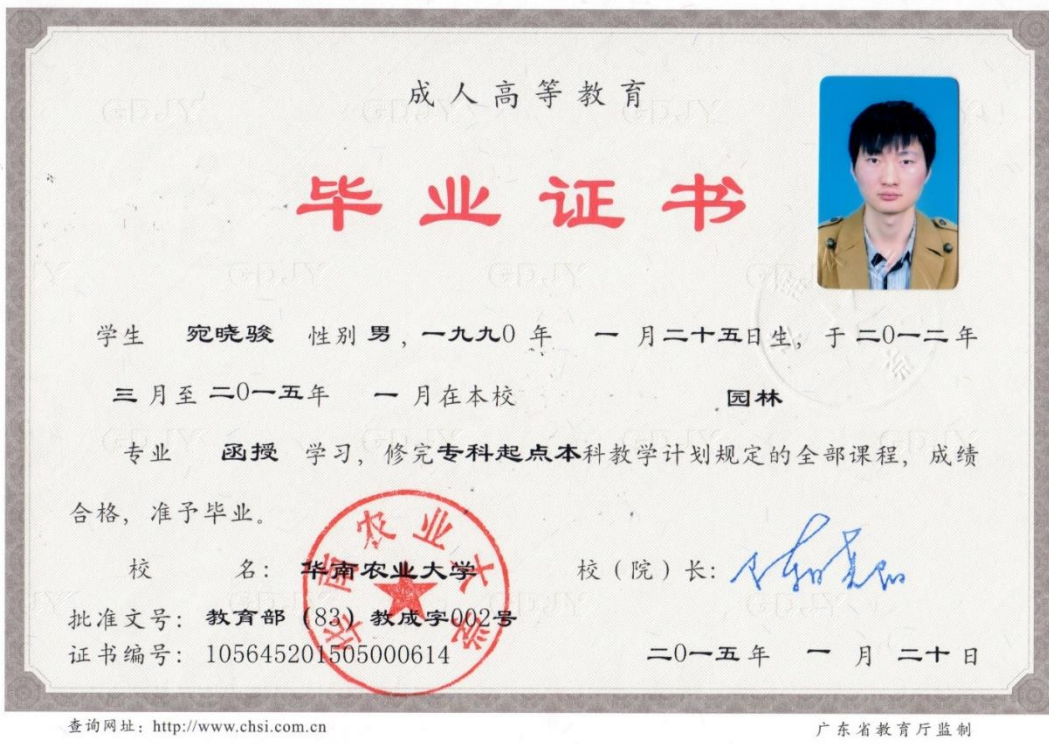 成人高等教育
毕业证书
学生 宛晓骏 性别 男 , 一九九0 年 一 月 二十五日生, 于 二0一二年
三 月至 二0一五年 一 月在本校 园林
专业 函授 学习, 修完专科起点本科教学计划规定的全部课程, 成绩
合格, 准予毕业。
校 名: 华南农业大学 校(院)长:
批准文号: 教育部 (83) 教成字002号
证书编号: 105645201505000614 二0一五 年 一 月 二十 日
华南农业大学
查询网址: http://www.chsi.com.cn 广东省教育厅监制
GDJY